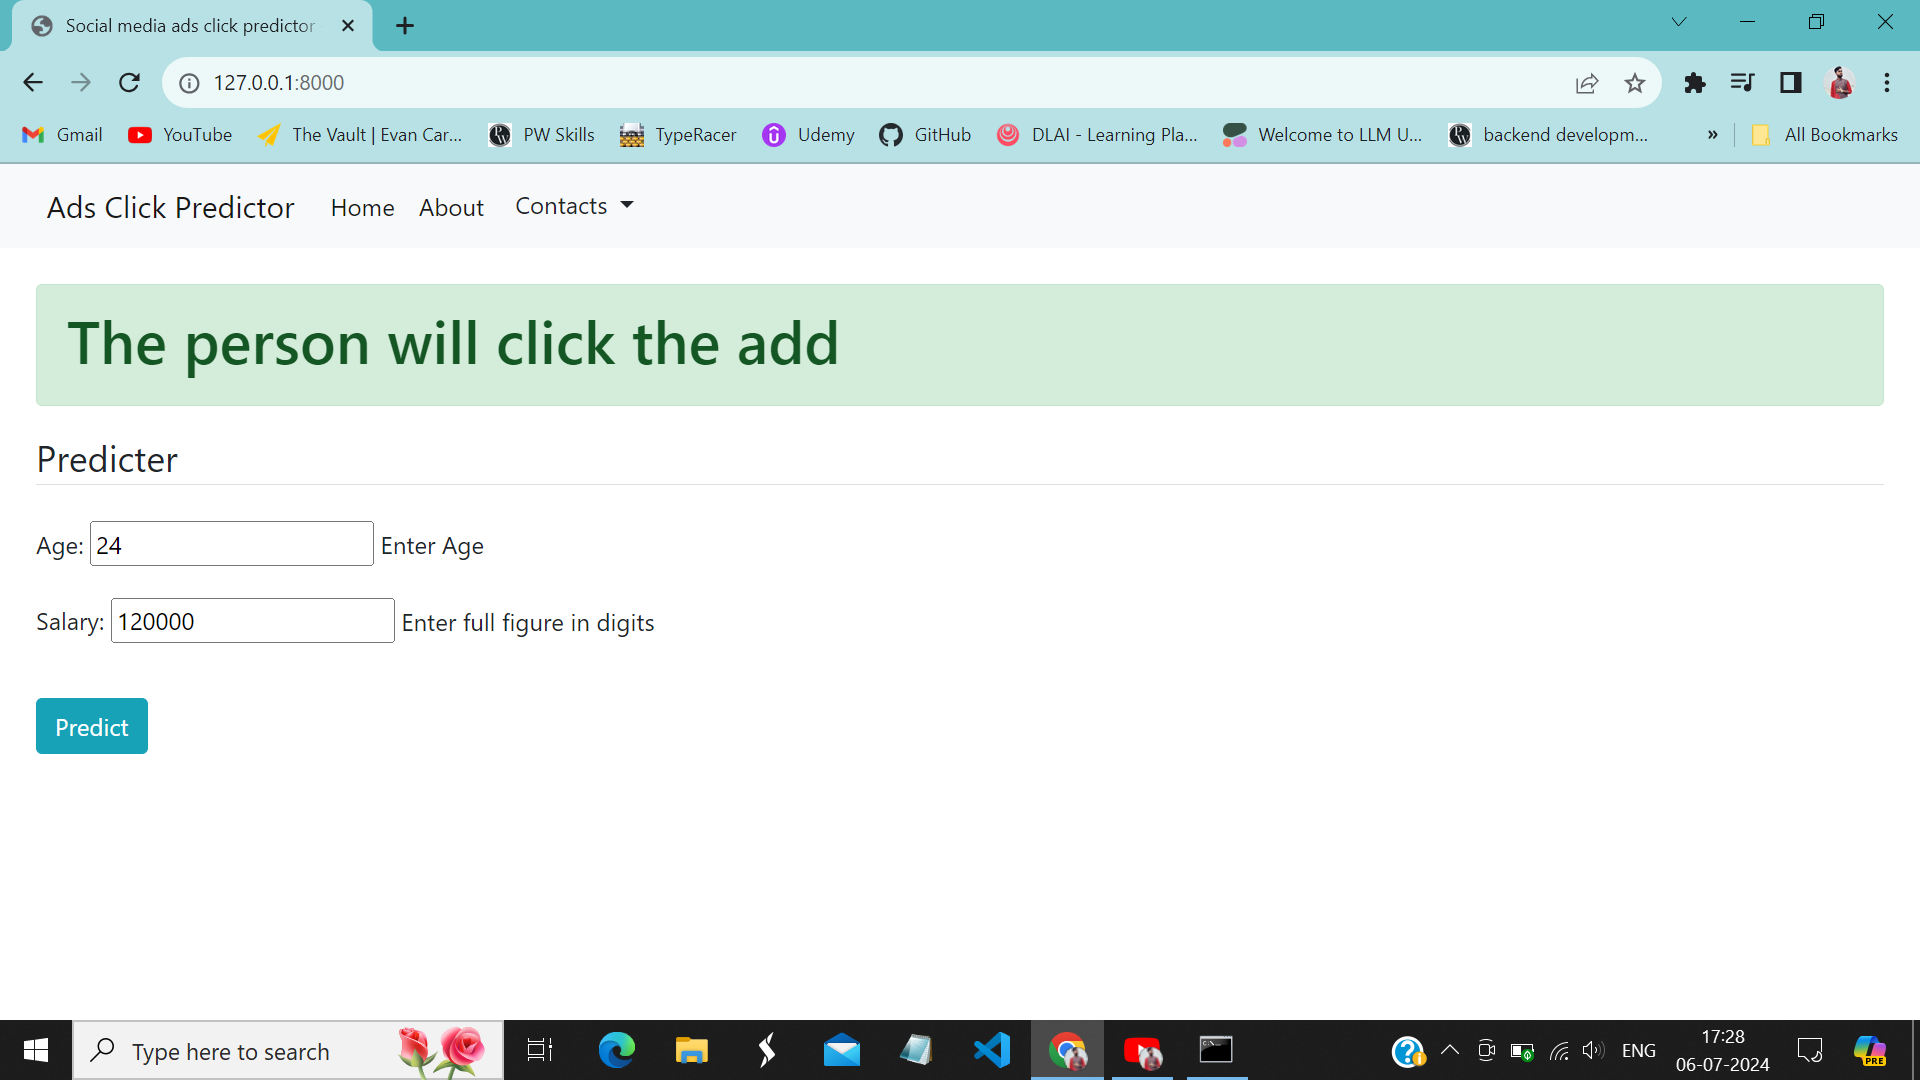 Social media ads click predictor
127.0.0.1:8000
Gmail
YouTube
The Vault | Evan Car...
PW Skills
TypeRacer
Udemy
GitHub
DLAI - Learning Pla...
Welcome to LLM U...
backend developm...
»
All Bookmarks
Ads Click Predictor
Home
About
Contacts
The person will click the add
Predicter
Age: 24 Enter Age
Salary: 120000 Enter full figure in digits
Predict
Type here to search
ENG
17:28
06-07-2024
PRE